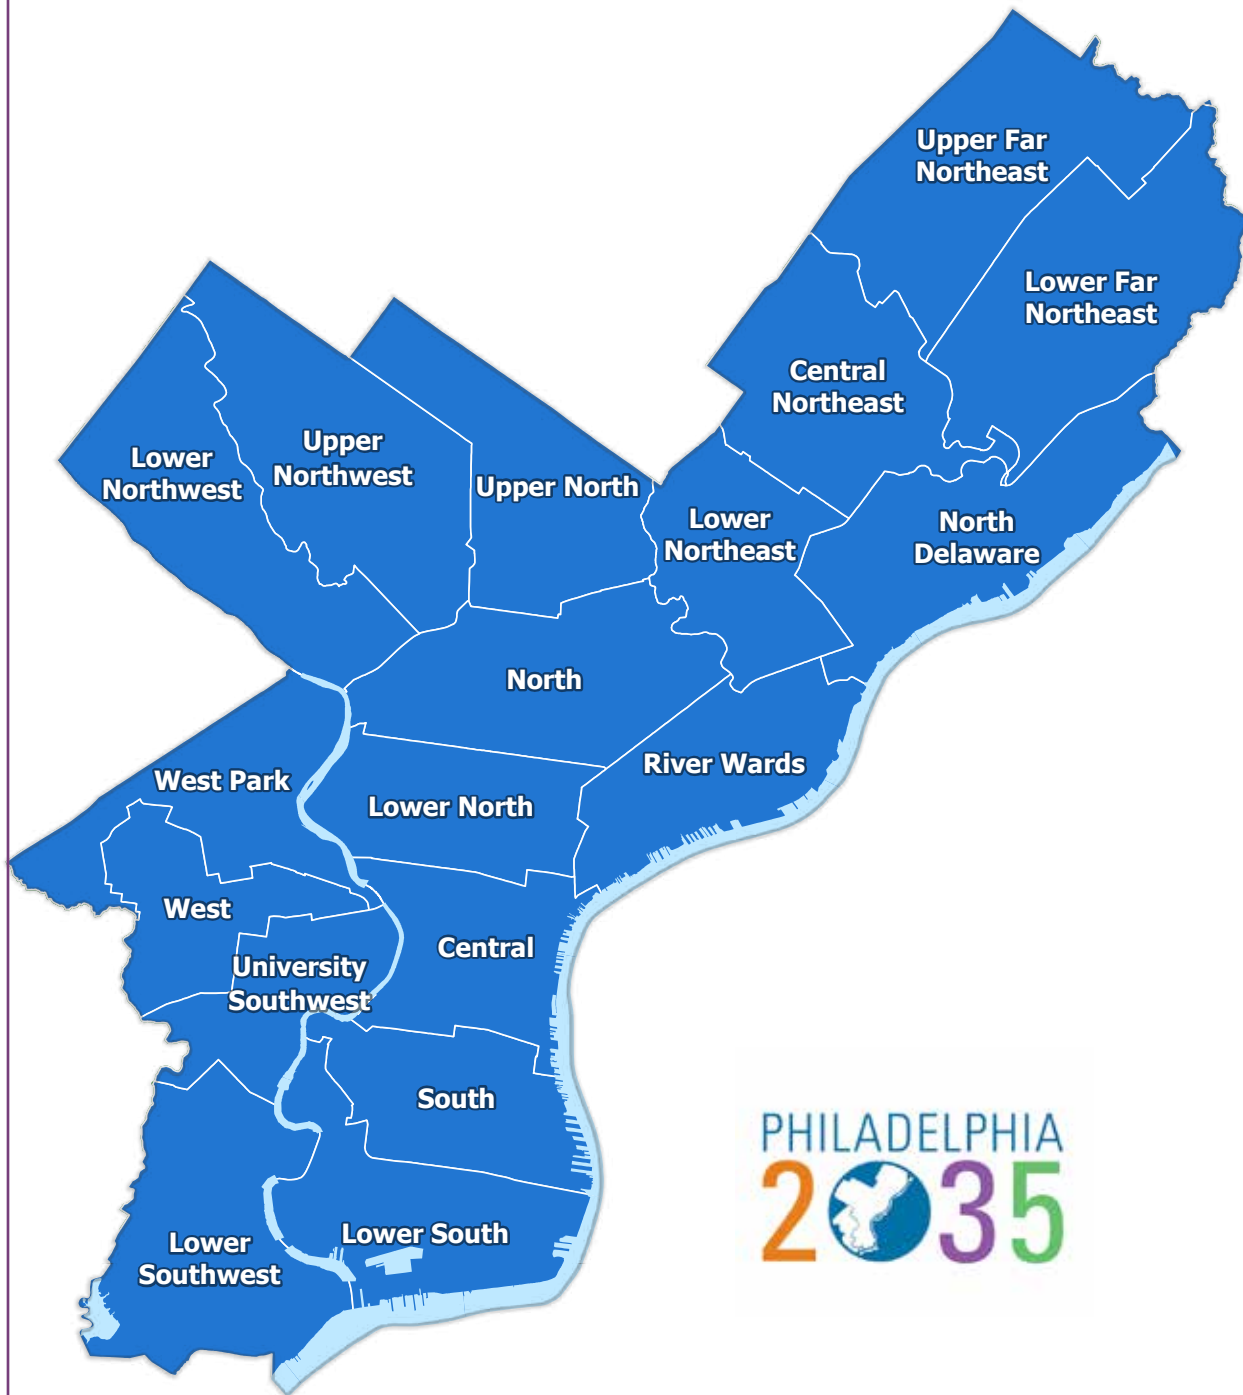 Upper Far
Northeast
Lower Far
Northeast
Central
Northeast
Upper
Northwest
Lower
Northwest
Upper North
Lower
Northeast
North
Delaware
North
River Wards
West Park
Lower North
West
Central
University
Southwest
South
Lower South
Lower
Southwest
PHILADELPHIA
2035